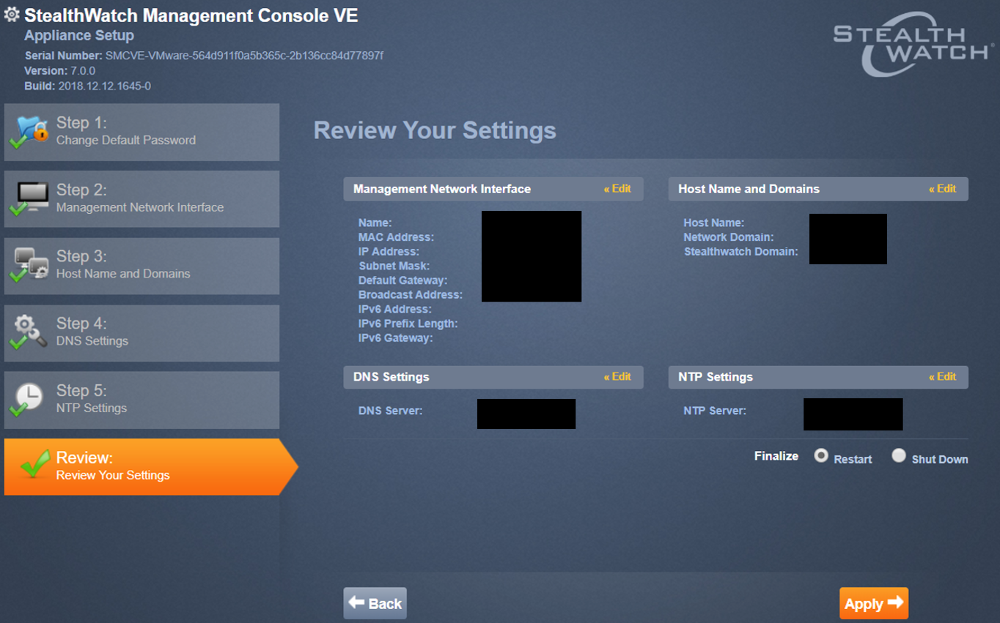 StealthWatch Management Console VE
Appliance Setup
Serial Number: SMCVE-VMware-564d911f0a5b365c-2b136cc84d77897f
Version: 7.0.0
Build: 2018.12.12.1645-0
STEALTH
WATCH
Step 1:
Change Default Password
Step 2:
Management Network Interface
Step 3:
Host Name and Domains
Step 4:
DNS Settings
Step 5:
NTP Settings
Review:
Review Your Settings
Review Your Settings
Management Network Interface « Edit
Name:
MAC Address:
IP Address:
Subnet Mask:
Default Gateway:
Broadcast Address:
IPv6 Address:
IPv6 Prefix Length:
IPv6 Gateway:
Host Name and Domains « Edit
Host Name:
Network Domain:
Stealthwatch Domain:
DNS Settings « Edit
DNS Server:
NTP Settings « Edit
NTP Server:
Finalize Restart Shut Down
Back
Apply